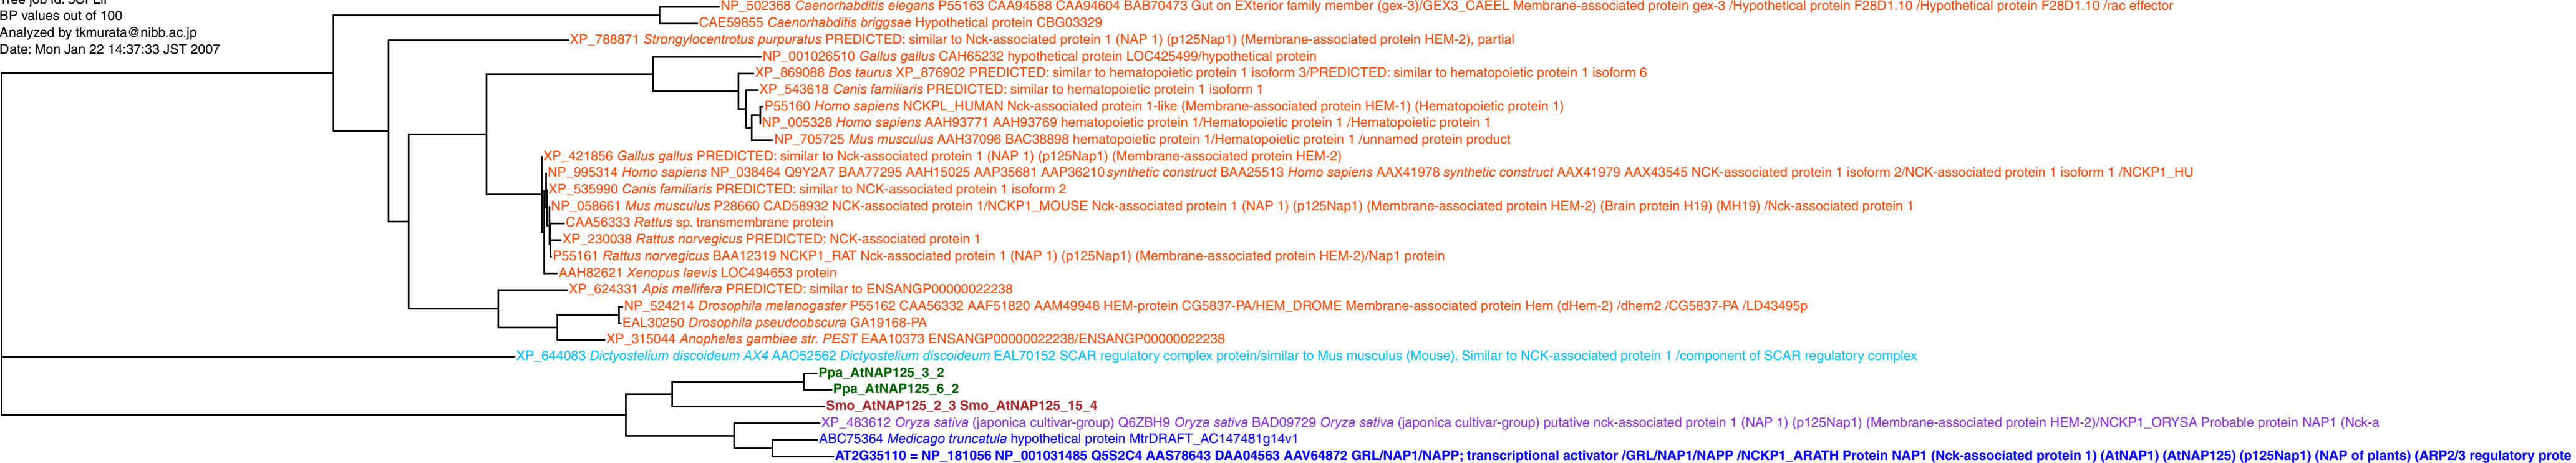 Tree job id: 5CFLIF
BP values out of 100
Analyzed by tkmurata@nibb.ac.jp
Date: Mon Jan 22 14:37:33 JST 2007
NP_502368 Caenorhabditis elegans P55163 CAA94588 CAA94604 BAB70473 Gut on EXterior family member (gex-3)/GEX3_CAEEL Membrane-associated protein gex-3 /Hypothetical protein F28D1.10 /Hypothetical protein F28D1.10 /rac effector
CAE59855 Caenorhabditis briggsae Hypothetical protein CBG03329
XP_788871 Strongylocentrotus purpuratus PREDICTED: similar to Nck-associated protein 1 (NAP 1) (p125Nap1) (Membrane-associated protein HEM-2), partial
NP_001026510 Gallus gallus CAH65232 hypothetical protein LOC425499/hypothetical protein
XP_869088 Bos taurus XP_876902 PREDICTED: similar to hematopoietic protein 1 isoform 3/PREDICTED: similar to hematopoietic protein 1 isoform 6
XP_543618 Canis familiaris PREDICTED: similar to hematopoietic protein 1 isoform 1
P55160 Homo sapiens NCKPL_HUMAN Nck-associated protein 1-like (Membrane-associated protein HEM-1) (Hematopoietic protein 1)
NP_005328 Homo sapiens AAH93771 AAH93769 hematopoietic protein 1/Hematopoietic protein 1 /Hematopoietic protein 1
NP_705725 Mus musculus AAH37096 BAC38898 hematopoietic protein 1/Hematopoietic protein 1 /unnamed protein product
XP_421856 Gallus gallus PREDICTED: similar to Nck-associated protein 1 (NAP 1) (p125Nap1) (Membrane-associated protein HEM-2)
NP_995314 Homo sapiens NP_038464 Q9Y2A7 BAA77295 AAH15025 AAP35681 AAP36210 synthetic construct BAA25513 Homo sapiens AAX41978 synthetic construct AAX41979 AAX43545 NCK-associated protein 1 isoform 2/NCK-associated protein 1 isoform 1 /NCKP1_HU
XP_535990 Canis familiaris PREDICTED: similar to NCK-associated protein 1 isoform 2
NP_058661 Mus musculus P28660 CAD58932 NCK-associated protein 1/NCKP1_MOUSE Nck-associated protein 1 (NAP 1) (p125Nap1) (Membrane-associated protein HEM-2) (Brain protein H19) (MH19) /Nck-associated protein 1
CAA56333 Rattus sp. transmembrane protein
XP_230038 Rattus norvegicus PREDICTED: NCK-associated protein 1
P55161 Rattus norvegicus BAA12319 NCKP1_RAT Nck-associated protein 1 (NAP 1) (p125Nap1) (Membrane-associated protein HEM-2)/Nap1 protein
AAH82621 Xenopus laevis LOC494653 protein
XP_624331 Apis mellifera PREDICTED: similar to ENSANGP00000022238
NP_524214 Drosophila melanogaster P55162 CAA56332 AAF51820 AAM49948 HEM-protein CG5837-PA/HEM_DROME Membrane-associated protein Hem (dHem-2) /dhem2 /CG5837-PA /LD43495p
EAL30250 Drosophila pseudoobscura GA19168-PA
XP_315044 Anopheles gambiae str. PEST EAA10373 ENSANGP00000022238/ENSANGP00000022238
XP_644083 Dictyostelium discoideum AX4 AAO52562 Dictyostelium discoideum EAL70152 SCAR regulatory complex protein/similar to Mus musculus (Mouse). Similar to NCK-associated protein 1 /component of SCAR regulatory complex
Ppa_AtNAP125_3_2
Ppa_AtNAP125_6_2
Smo_AtNAP125_2_3 Smo_AtNAP125_15_4
XP_483612 Oryza sativa (japonica cultivar-group) Q6ZBH9 Oryza sativa BAD09729 Oryza sativa (japonica cultivar-group) putative nck-associated protein 1 (NAP 1) (p125Nap1) (Membrane-associated protein HEM-2)/NCKP1_ORYSA Probable protein NAP1 (Nck-a
ABC75364 Medicago truncatula hypothetical protein MtrDRAFT_AC147481g14v1
AT2G35110 = NP_181056 NP_001031485 Q5S2C4 AAS78643 DAA04563 AAV64872 GRL/NAP1/NAPP; transcriptional activator /GRL/NAP1/NAPP /NCKP1_ARATH Protein NAP1 (Nck-associated protein 1) (AtNAP1) (AtNAP125) (p125Nap1) (NAP of plants) (ARP2/3 regulatory prote